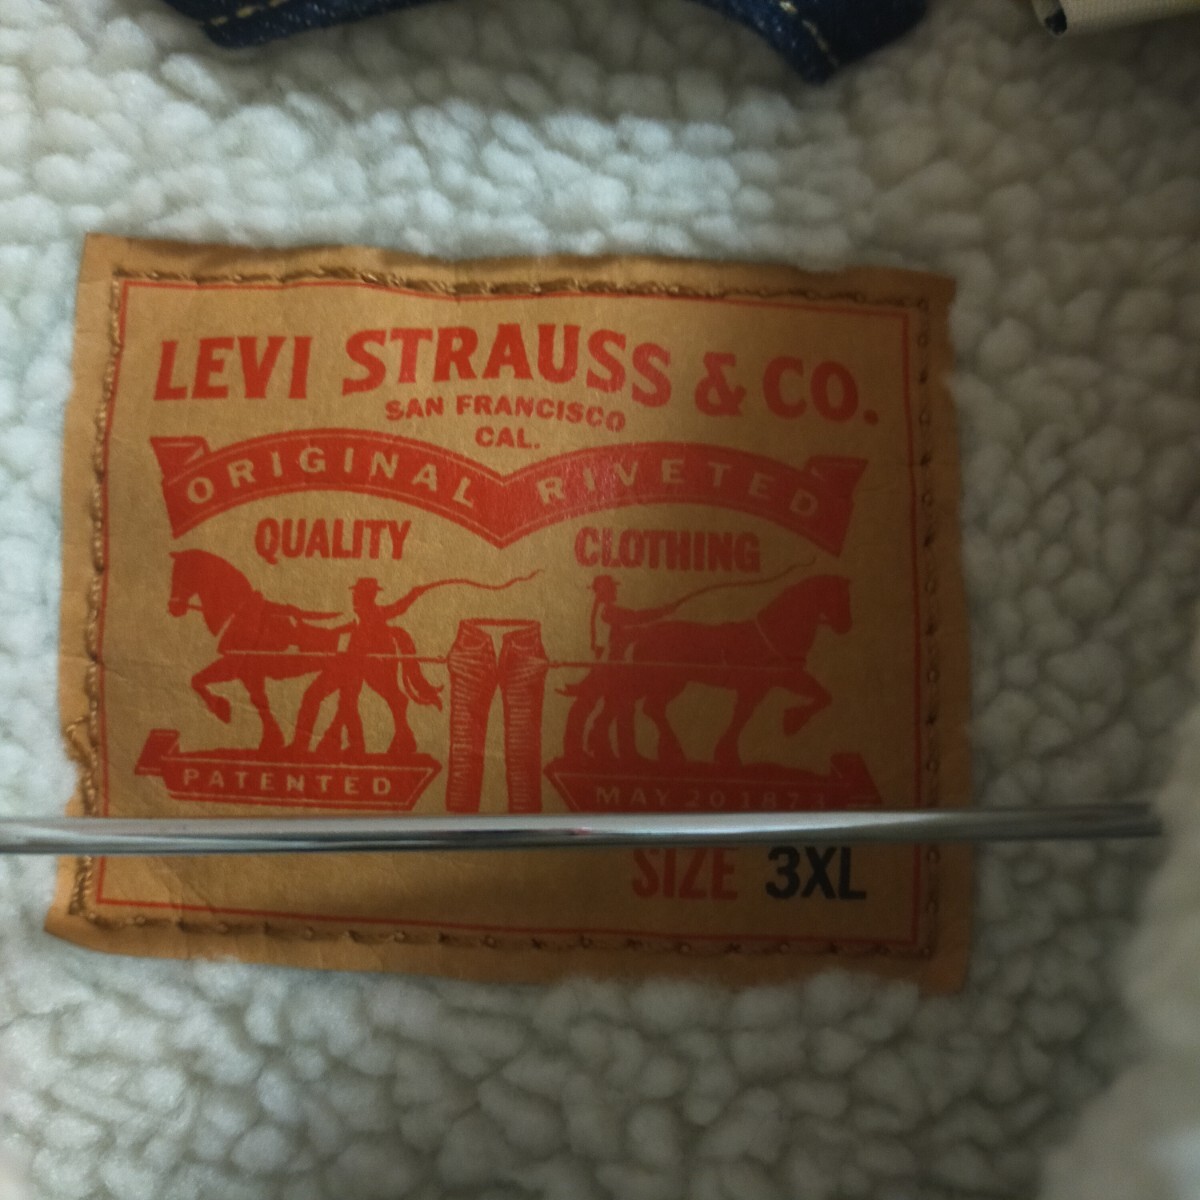 LEVI STRAUSS & CO.
SAN FRANCISCO
CAL.
ORIGINAL RIVETED
QUALITY CLOTHING
PATENTED MAY 20 1873
SIZE 3XL